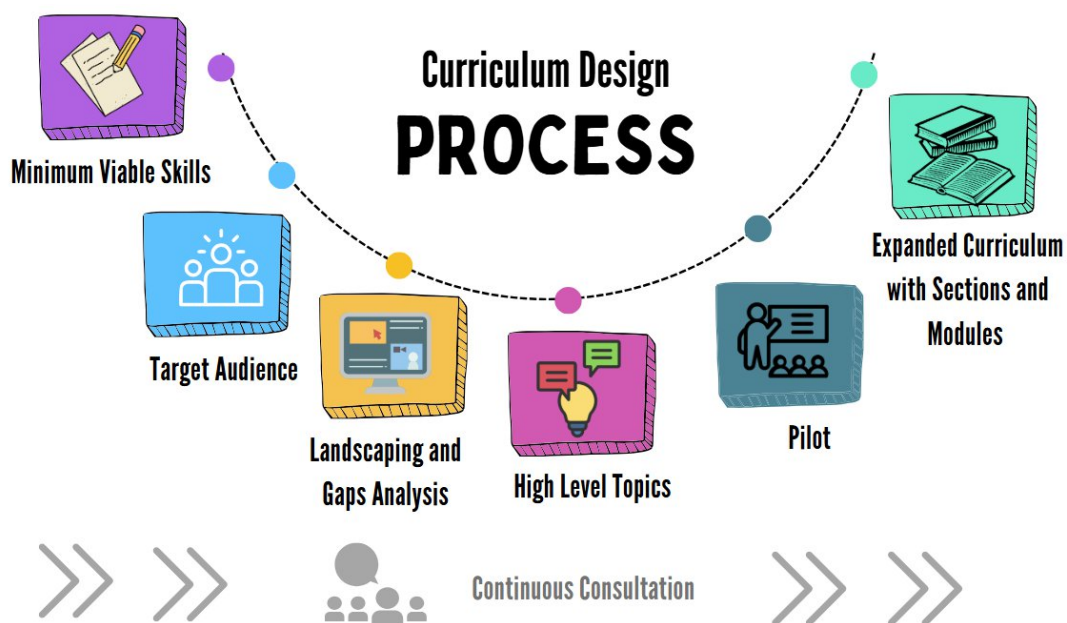 Curriculum Design
PROCESS
Minimum Viable Skills
Target Audience
Landscaping and
Gaps Analysis
High Level Topics
Pilot
Expanded Curriculum
with Sections and
Modules
Continuous Consultation